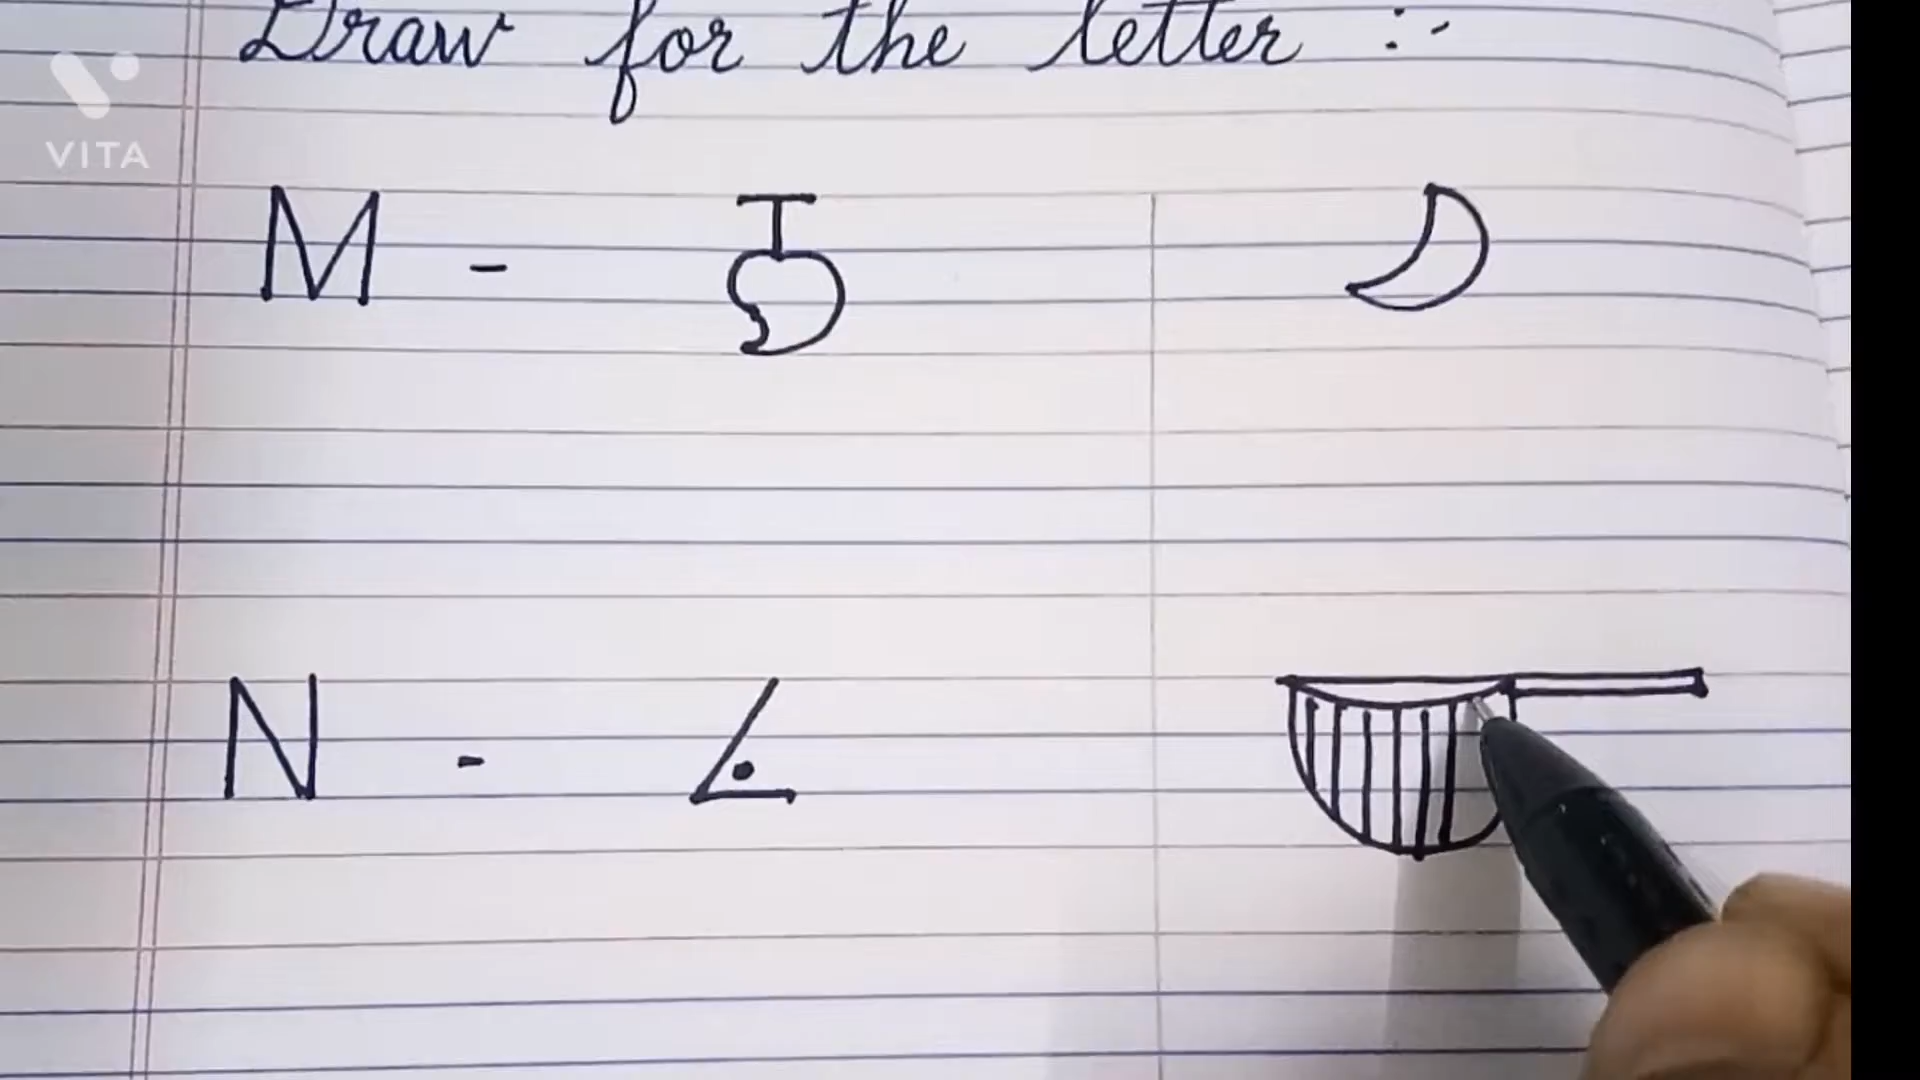 Draw for the letter :-
VITA
M -
N -